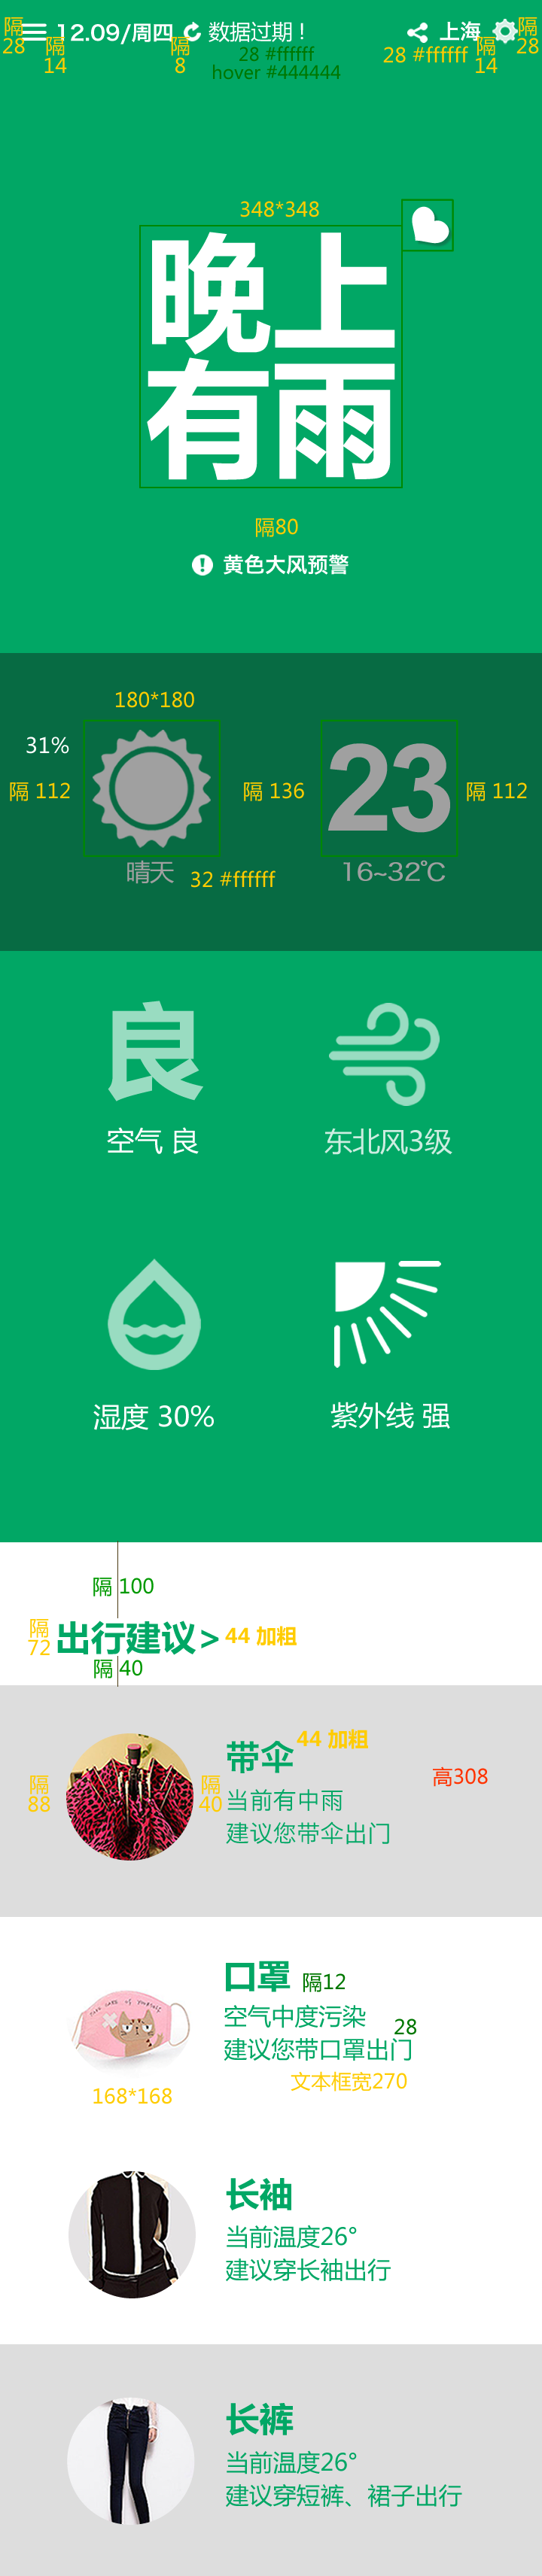 隔 28
12.09/周四
数据过期！
上海
隔 28
隔 14
隔 8
28 #ffffff
hover #444444
28 #ffffff
隔 14
348*348
晚上
有雨
隔80
黄色大风预警
180*180
31%
隔 112
隔 136
23
隔 112
晴天
32 #ffffff
16~32℃
良
空气 良
东北风3级
湿度 30%
紫外线 强
隔 100
隔 72
出行建议>
44 加粗
隔 40
带伞
44 加粗
隔 88
隔 40
当前有中雨
建议您带伞出门
高308
口罩
隔12
take care of yourself
空气中度污染
28
建议您带口罩出门
文本框宽270
168*168
长袖
当前温度26°
建议穿长袖出行
长裤
当前温度26°
建议穿短裤、裙子出行